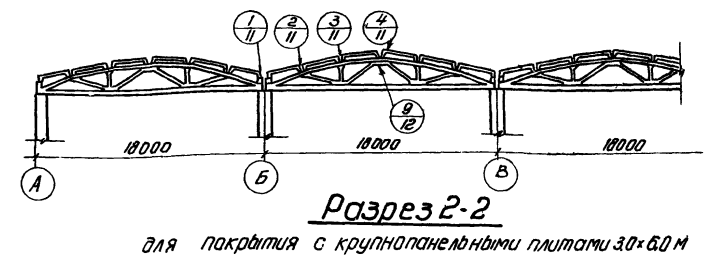 1 2 3 4
11 11 11 11
9
12
18000 18000 18000
А Б В
Разрез 2-2
для покрытия с крупнопанельными плитами 3.0×6.0 м